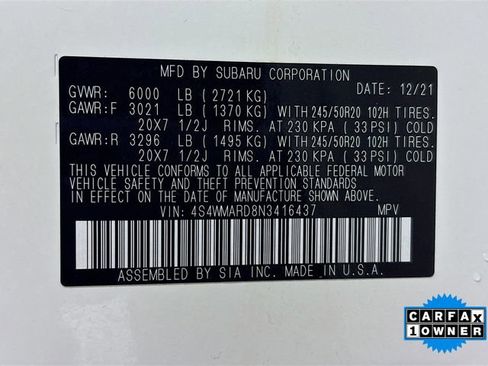 MFD BY SUBARU CORPORATION
GVWR: 6000 LB (2721 KG) DATE: 12/21
GAWR:F 3021 LB (1370 KG) WITH 245/50R20 102H TIRES.
20X7 1/2J RIMS. AT 230 KPA (33 PSI) COLD
GAWR:R 3296 LB (1495 KG) WITH 245/50R20 102H TIRES.
20X7 1/2J RIMS. AT 230 KPA (33 PSI) COLD
THIS VEHICLE CONFORMS TO ALL APPLICABLE FEDERAL MOTOR
VEHICLE SAFETY AND THEFT PREVENTION STANDARDS
IN EFFECT ON THE DATE OF MANUFACTURE SHOWN ABOVE.
VIN: 4S4WMARD8N3416437 MPV
ASSEMBLED BY SIA INC. MADE IN U.S.A.
CARFAX
1 OWNER